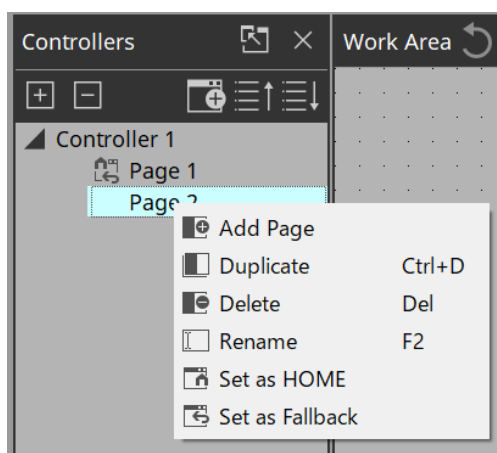 Controllers
Work Area
Controller 1
Page 1
Page 2
Add Page
Duplicate Ctrl+D
Delete Del
Rename F2
Set as HOME
Set as Fallback